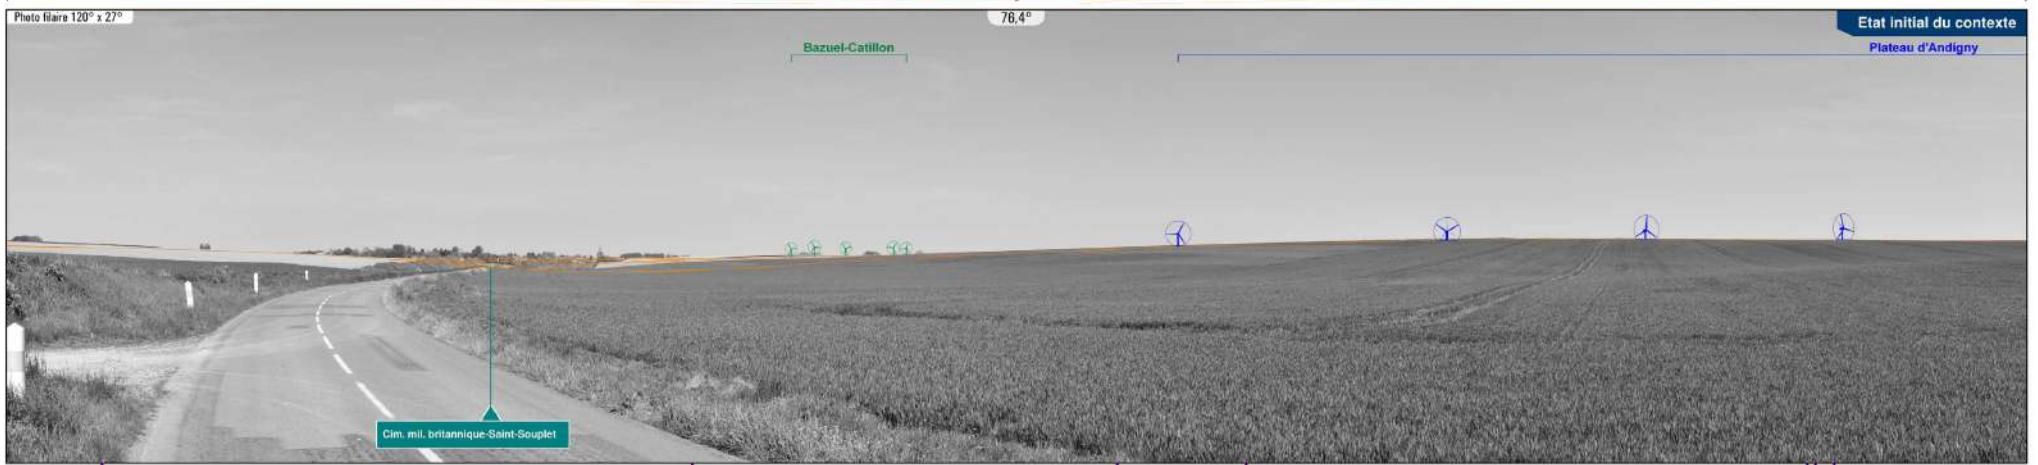 Photo filaire 120° x 27°
76,4°
Etat initial du contexte
Bazuel-Catillon
Plateau d'Andigny
Cim. mil. britannique-Saint-Souplet